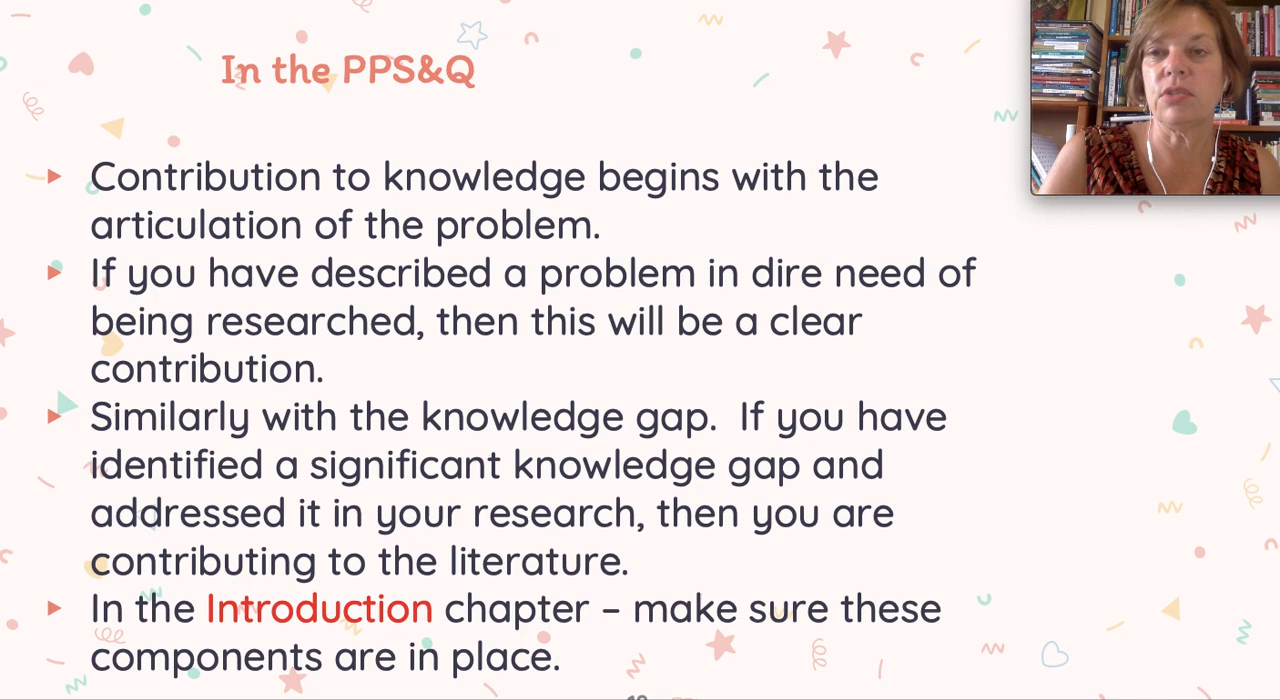 In the PPS&Q
Contribution to knowledge begins with the
articulation of the problem.
If you have described a problem in dire need of
being researched, then this will be a clear
contribution.
Similarly with the knowledge gap.  If you have
identified a significant knowledge gap and
addressed it in your research, then you are
contributing to the literature.
In the Introduction chapter – make sure these
components are in place.